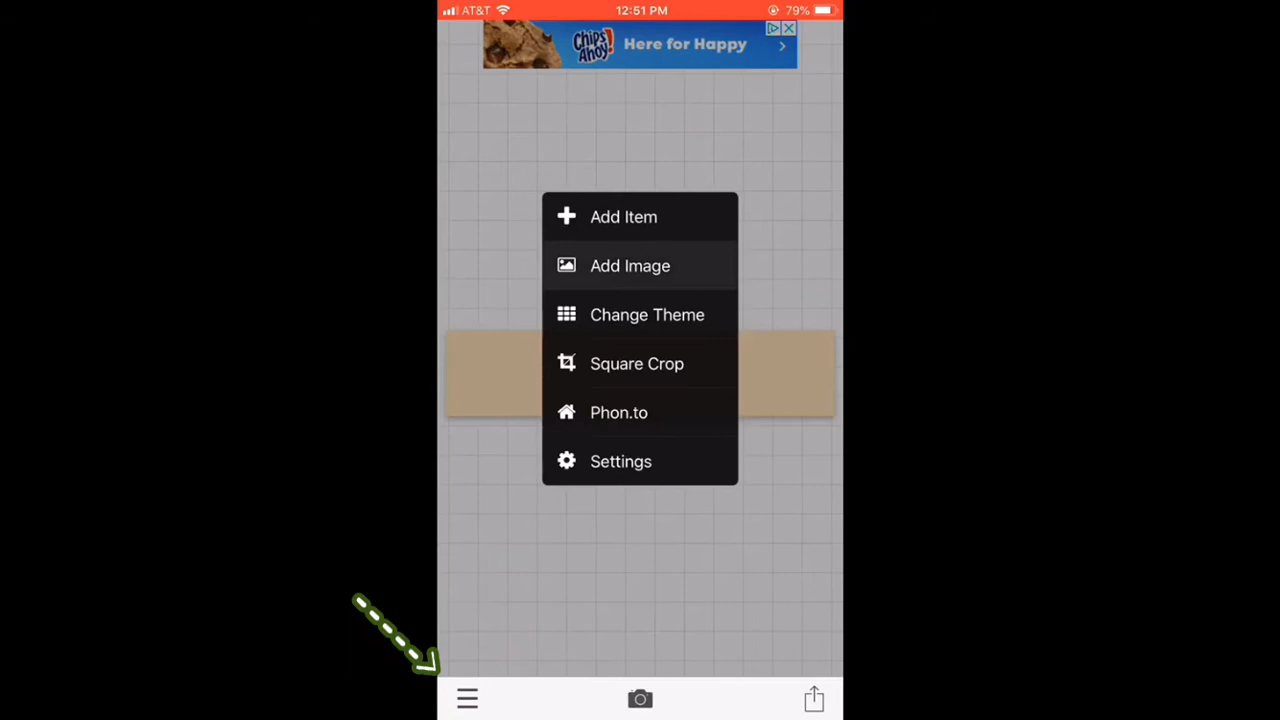 AT&T
12:51 PM
79%
Chips Ahoy!
Here for Happy
Add Item
Add Image
Change Theme
Square Crop
Phon.to
Settings